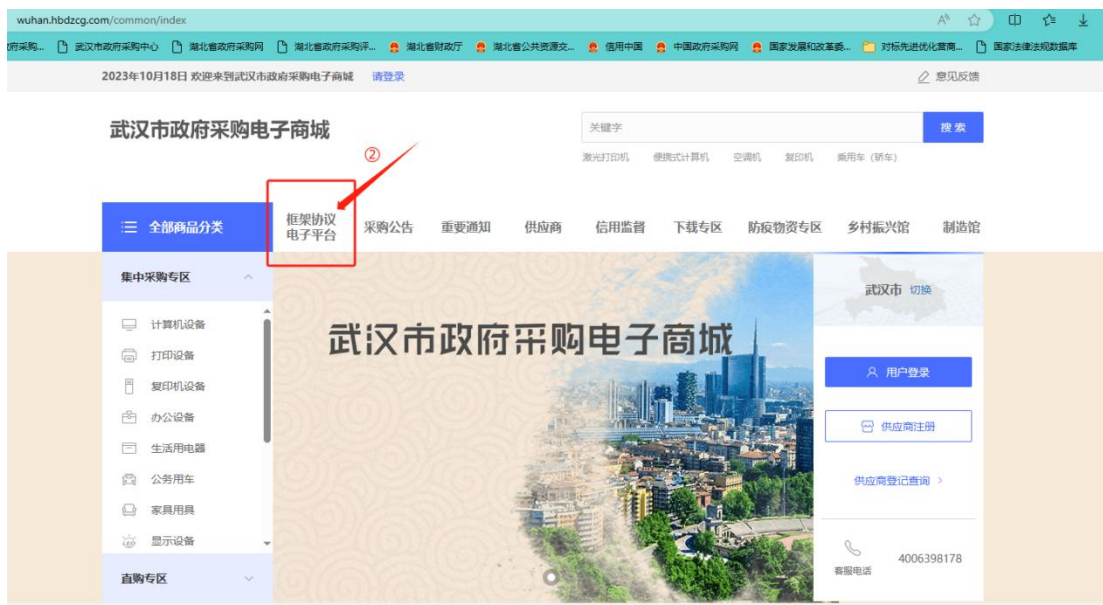 wuhan.hbdzcg.com/common/index
府采购... 武汉市政府采购中心 湖北省政府采购网 湖北省政府采购评... 湖北省财政厅 湖北省公共资源交... 信用中国 中国政府采购网 国家发展和改革委... 对标先进优化营商... 国家法律法规数据库
2023年10月18日 欢迎来到武汉市政府采购电子商城 请登录 意见反馈
武汉市政府采购电子商城
关键字 搜索
激光打印机 便携式计算机 空调机 复印机 乘用车（轿车）
②
全部商品分类 框架协议 电子平台 采购公告 重要通知 供应商 信用监督 下载专区 防疫物资专区 乡村振兴馆 制造馆
集中采购专区
计算机设备
打印设备
复印机设备
办公设备
生活用电器
公务用车
家具用具
显示设备
直购专区
武汉市政府采购电子商城
武汉市 切换
用户登录
供应商注册
供应商登记查询 >
客服电话 4006398178